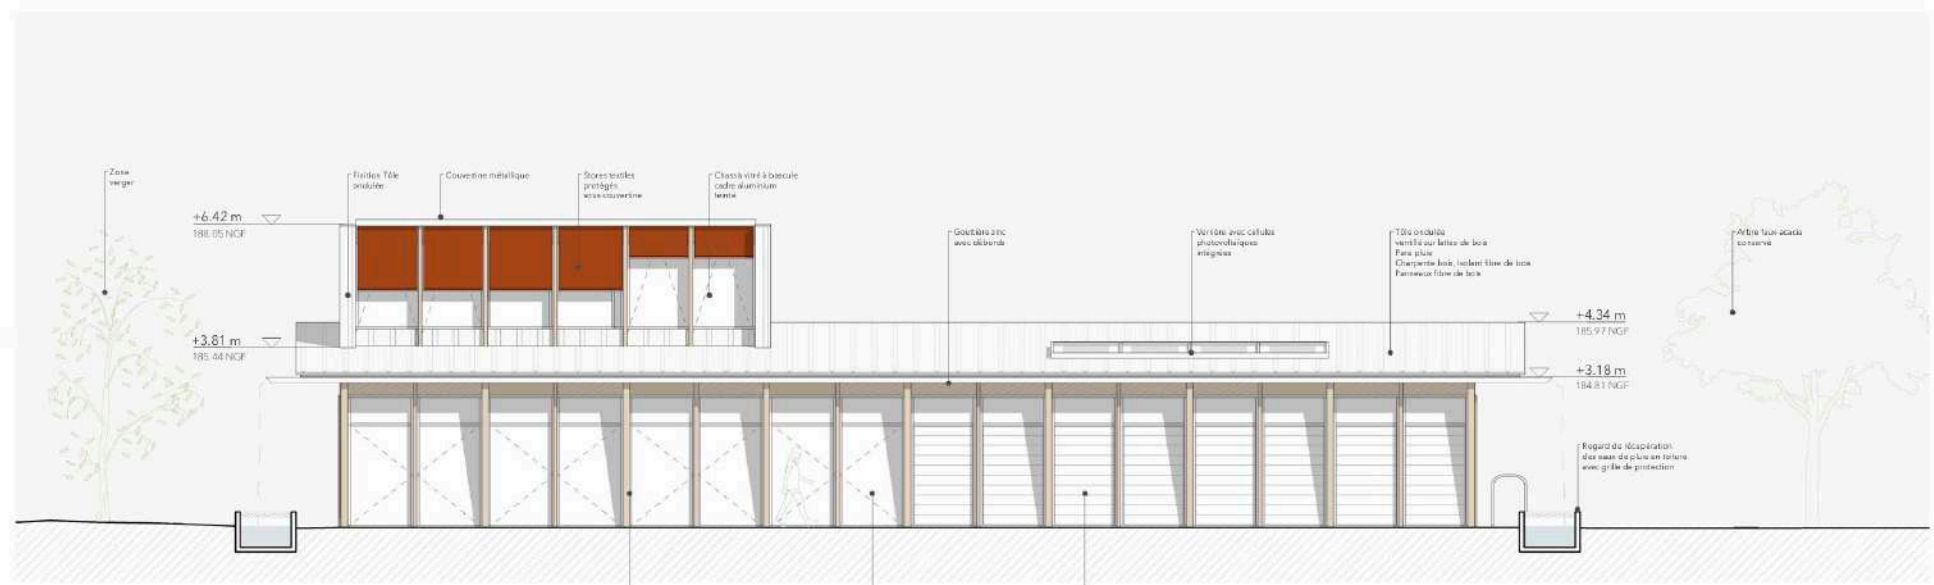 Zone
verger
Finition Tôle
ondulée
Couvertine métallique
Stores textiles
protégés
sous couvertine
Chassis vitré à bascule
cadre aluminium
teinté
+6.42 m
188.05 NGF
+3.81 m
185.44 NGF
Gouttière zinc
avec débords
Verrière avec cellules
photovoltaïques
intégrées
Tôle ondulée
ventilé sur lattes de bois
Pare pluie
Charpente bois, Isolant fibre de bois
Panneaux fibre de bois
Arbre faux-acacia
conservé
+4.34 m
185.97 NGF
+3.18 m
184.81 NGF
Regard de récupération
des eaux de pluie en toiture
avec grille de protection